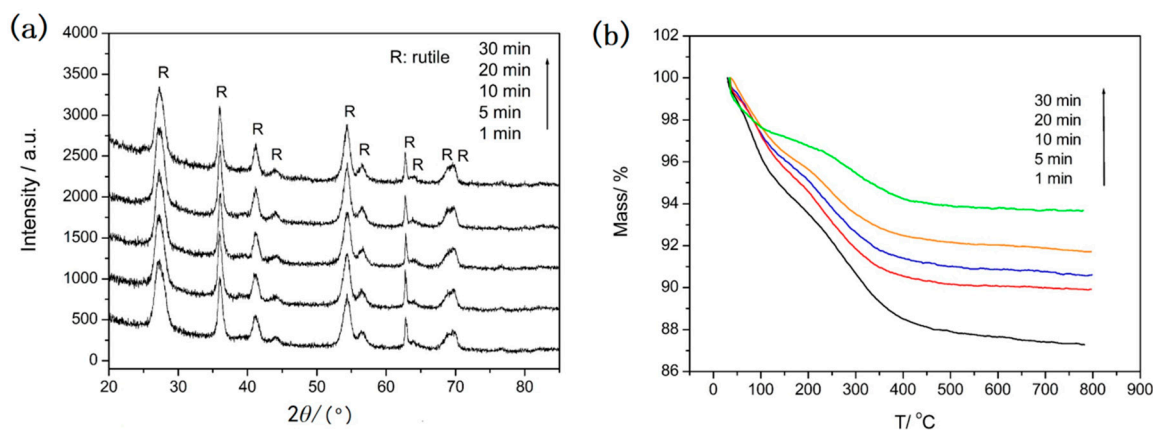 (a)
4000
3500
3000
2500
2000
1500
1000
500
0
Intensity / a.u.
R: rutile
30 min
20 min
10 min
5 min
1 min
R
R
R
R
R
R
R
R
R
R
20
30
40
50
60
70
80
2θ/(°)
(b)
102
100
98
96
94
92
90
88
86
Mass/ %
30 min
20 min
10 min
5 min
1 min
0
100
200
300
400
500
600
700
800
900
T/ °C